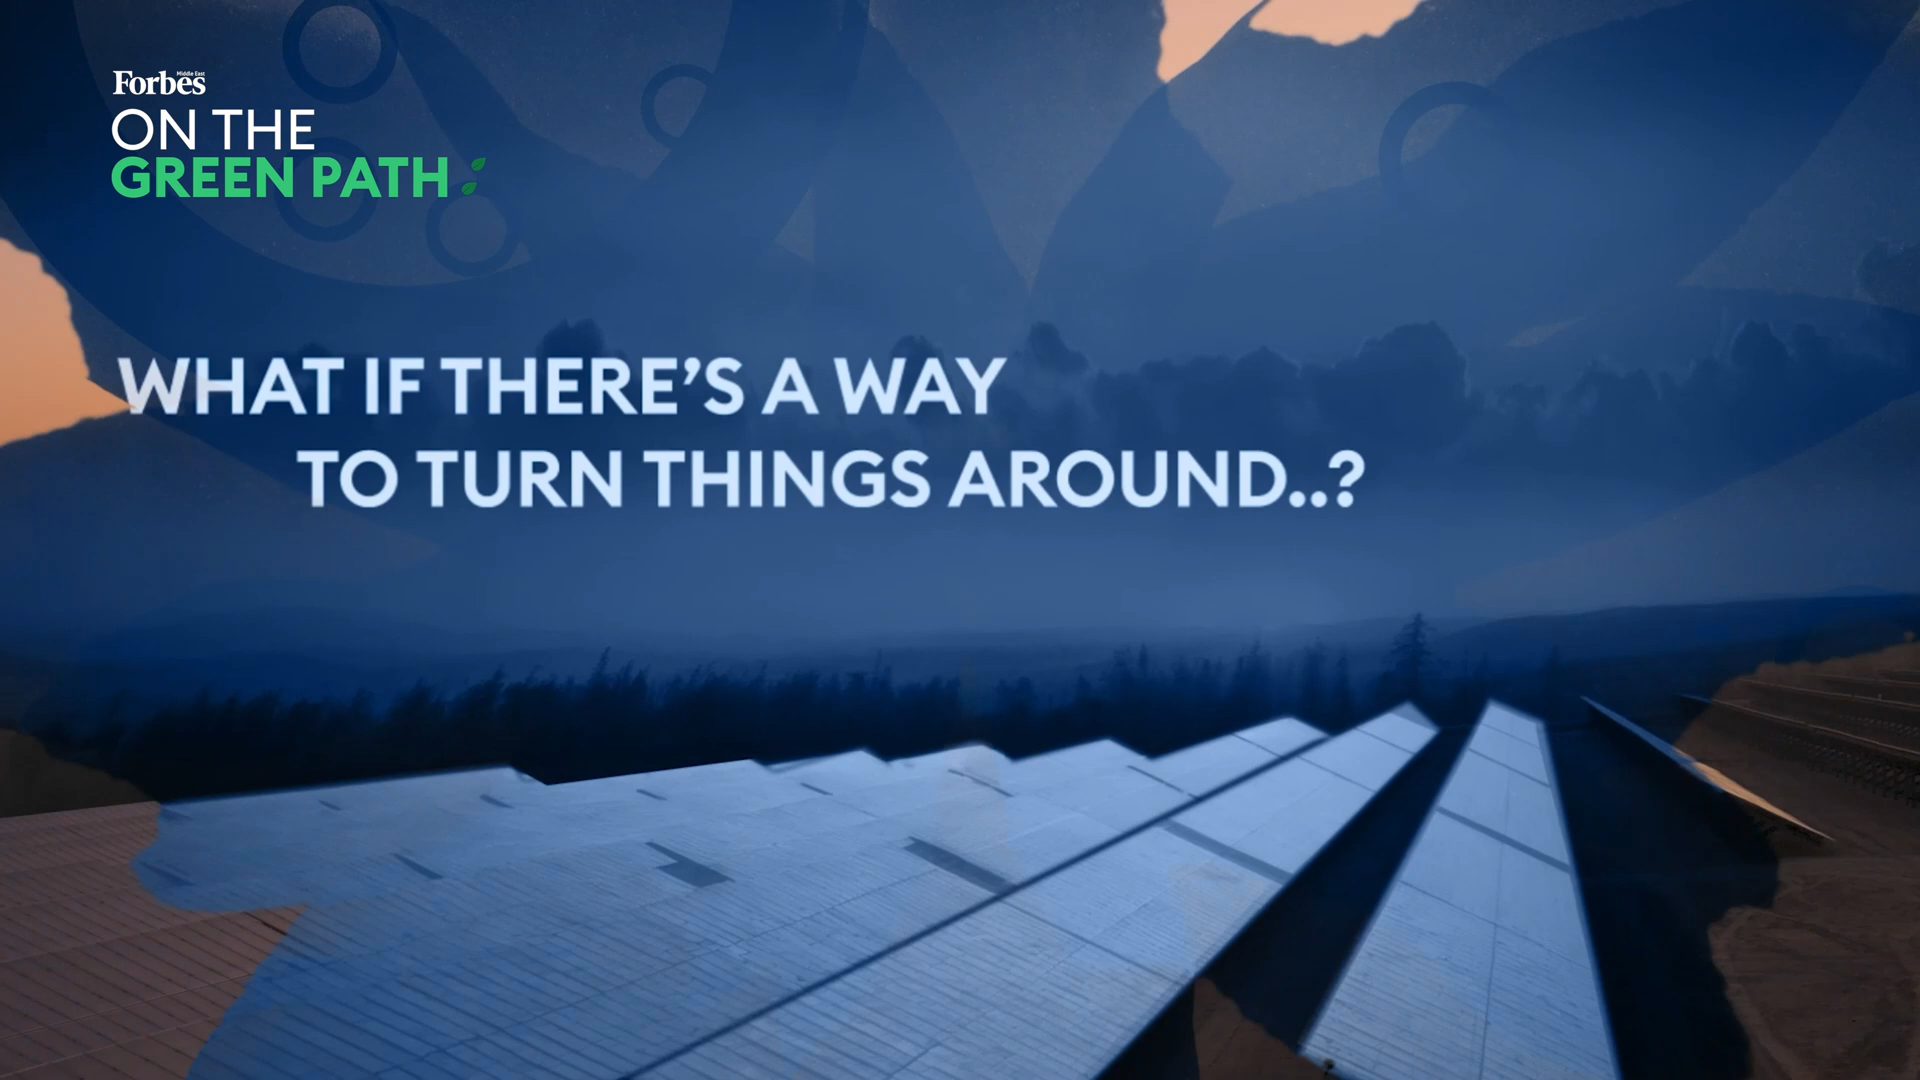 Forbes
Middle East
ON THE
GREEN PATH
WHAT IF THERE’S A WAY
TO TURN THINGS AROUND..?